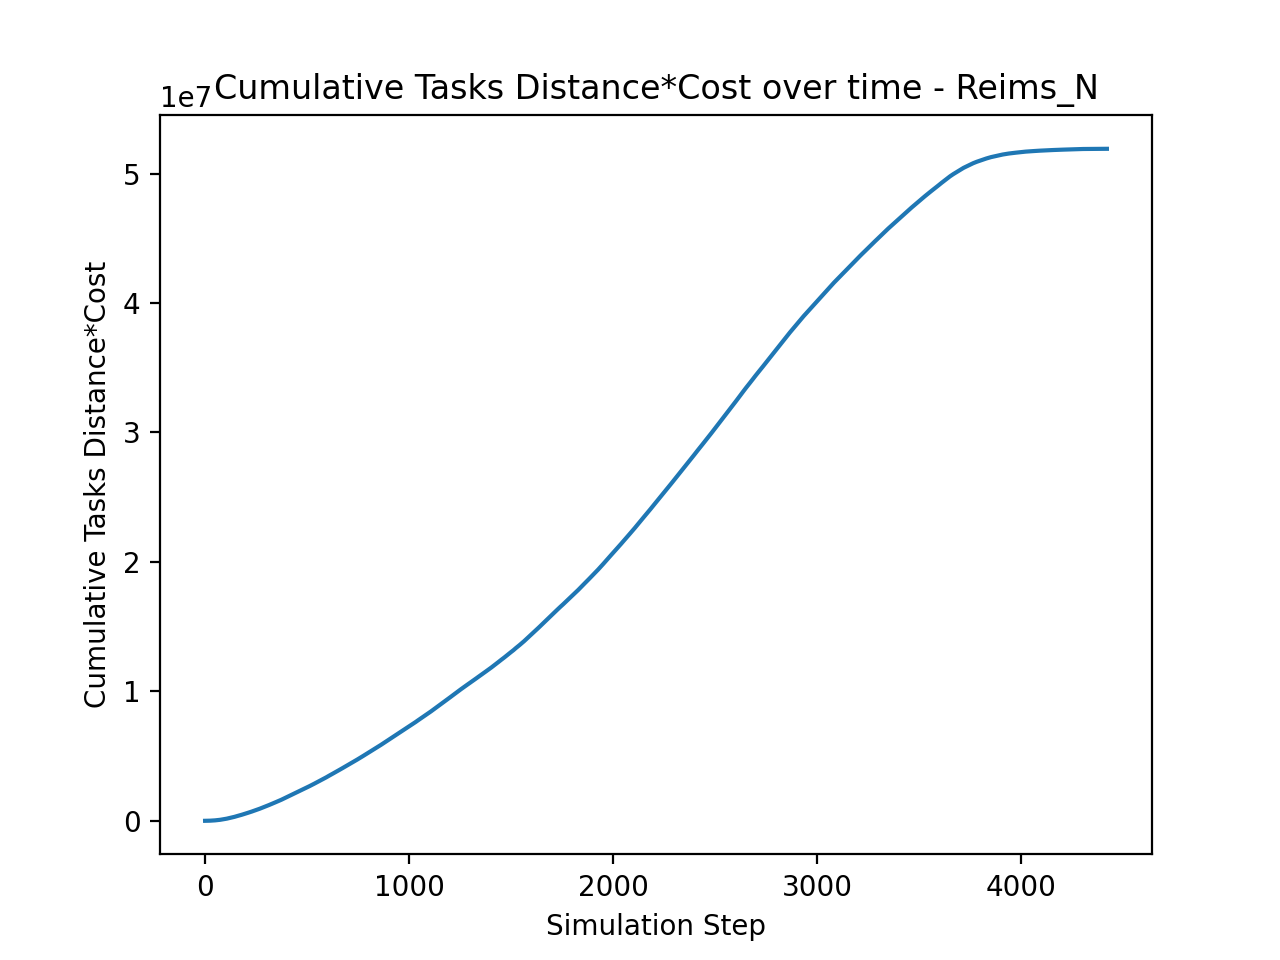 1e7
Cumulative Tasks Distance*Cost over time - Reims_N
Cumulative Tasks Distance*Cost
5
4
3
2
1
0
0 1000 2000 3000 4000
Simulation Step